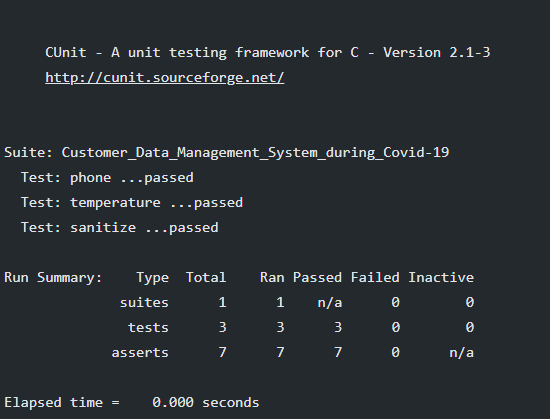 CUnit - A unit testing framework for C - Version 2.1-3
http://cunit.sourceforge.net/
Suite: Customer_Data_Management_System_during_Covid-19
Test: phone ...passed
Test: temperature ...passed
Test: sanitize ...passed
Run Summary: Type Total Ran Passed Failed Inactive
suites 1 1 n/a 0 0
tests 3 3 3 0 0
asserts 7 7 7 0 n/a
Elapsed time = 0.000 seconds